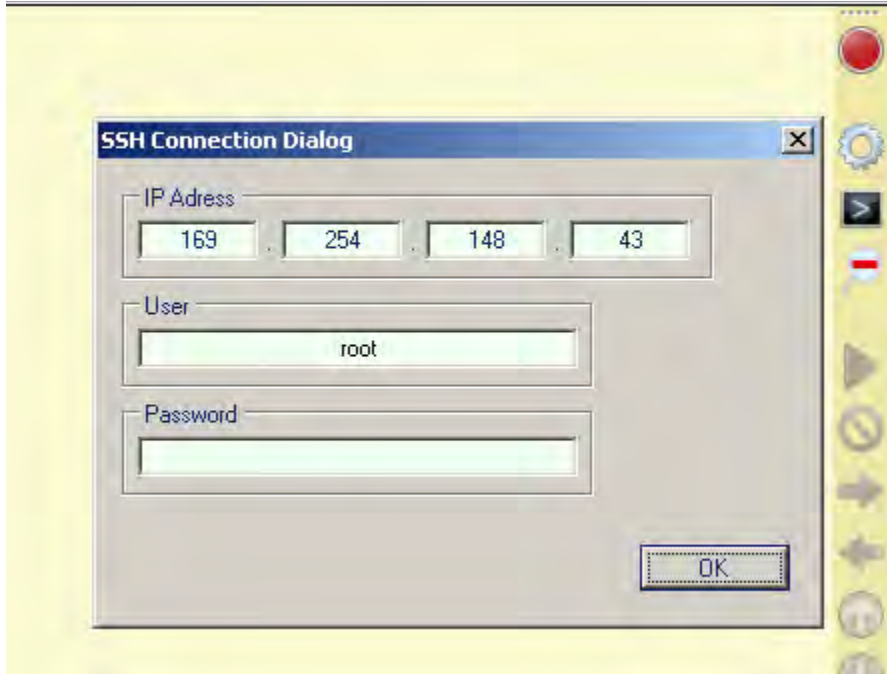 SSH Connection Dialog
IP Adress
169 . 254 . 148 . 43
User
root
Password
OK